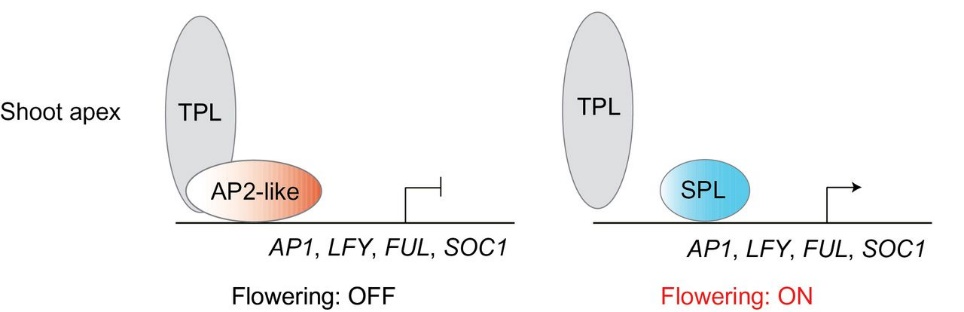 TPL
TPL
Shoot apex
AP2-like
SPL
AP1, LFY, FUL, SOC1
AP1, LFY, FUL, SOC1
Flowering: OFF
Flowering: ON